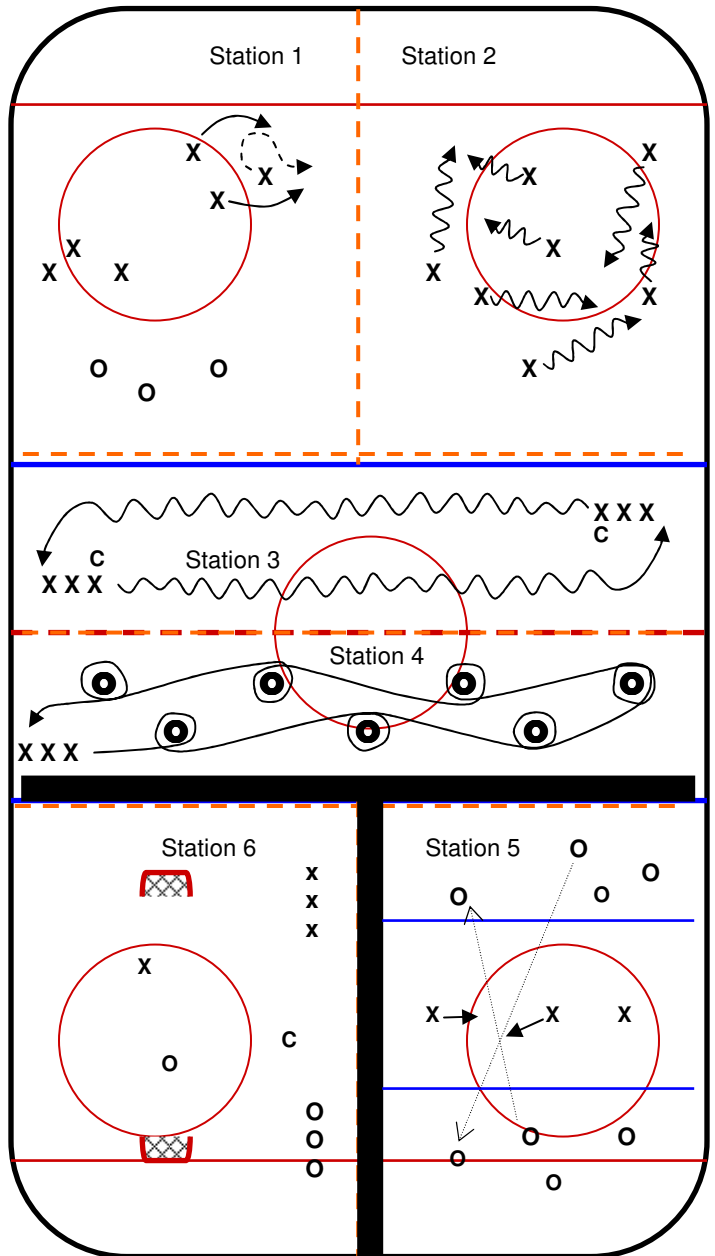 Station 1
Station 2
X X
X X
X
X X
X X X
X X
O O X
O
X X X
C
C
Station 3
X X X
Station 4
X X X
Station 6
Station 5
O
x O
x O O
x
X
X X X
C
O
O
O O O
O O
O